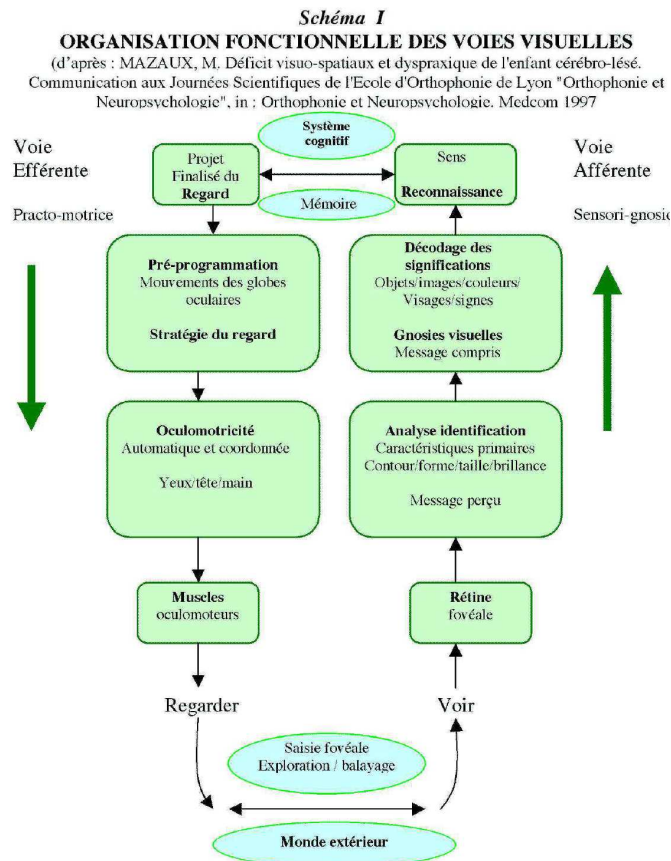 Schéma I
ORGANISATION FONCTIONNELLE DES VOIES VISUELLES
(d'après : MAZAUX, M. Déficit visuo-spatiaux et dyspraxique de l'enfant cérébro-lésé.
Communication aux Journées Scientifiques de l'Ecole d'Orthophonie de Lyon "Orthophonie et
Neuropsychologie", in : Orthophonie et Neuropsychologie. Medcom 1997
Voie
Efférente
Practo-motrice
Système
cognitif
Projet
Finalisé du
Regard
Mémoire
Sens
Reconnaissance
Voie
Afférente
Sensori-gnosic
Pré-programmation
Mouvements des globes
oculaires
Stratégie du regard
Décodage des
significations
Objets/images/couleurs/
Visages/signes
Gnosies visuelles
Message compris
Oculomotricité
Automatique et coordonnée
Yeux/tête/main
Analyse identification
Caractéristiques primaires
Contour/forme/taille/brillance
Message perçu
Muscles
oculomoteurs
Rétine
fovéale
Regarder
Voir
Saisie fovéale
Exploration / balayage
Monde extérieur